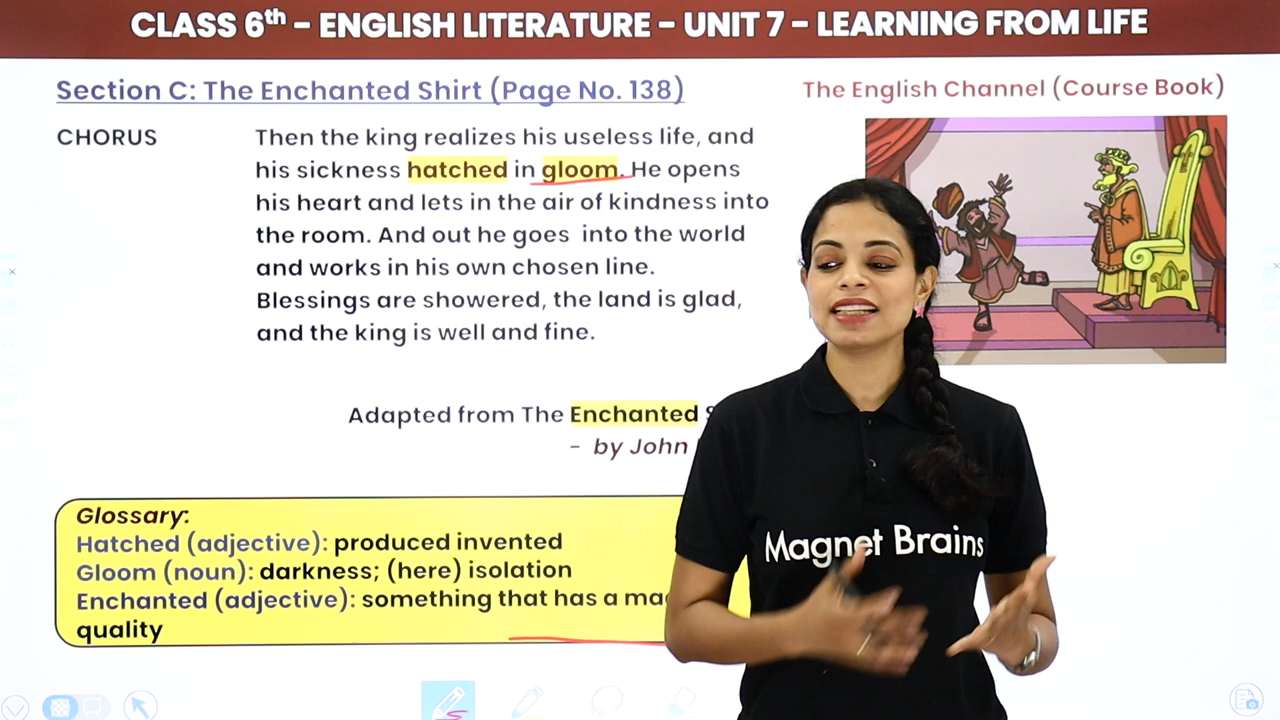 CLASS 6th – ENGLISH LITERATURE – UNIT 7 – LEARNING FROM LIFE
Section C: The Enchanted Shirt (Page No. 138)
The English Channel (Course Book)
CHORUS
Then the king realizes his useless life, and
his sickness hatched in gloom. He opens
his heart and lets in the air of kindness into
the room. And out he goes into the world
and works in his own chosen line.
Blessings are showered, the land is glad,
and the king is well and fine.
Adapted from The Enchanted
– by John
Glossary:
Hatched (adjective): produced invented
Gloom (noun): darkness; (here) isolation
Enchanted (adjective): something that has a
quality
Magnet Brains